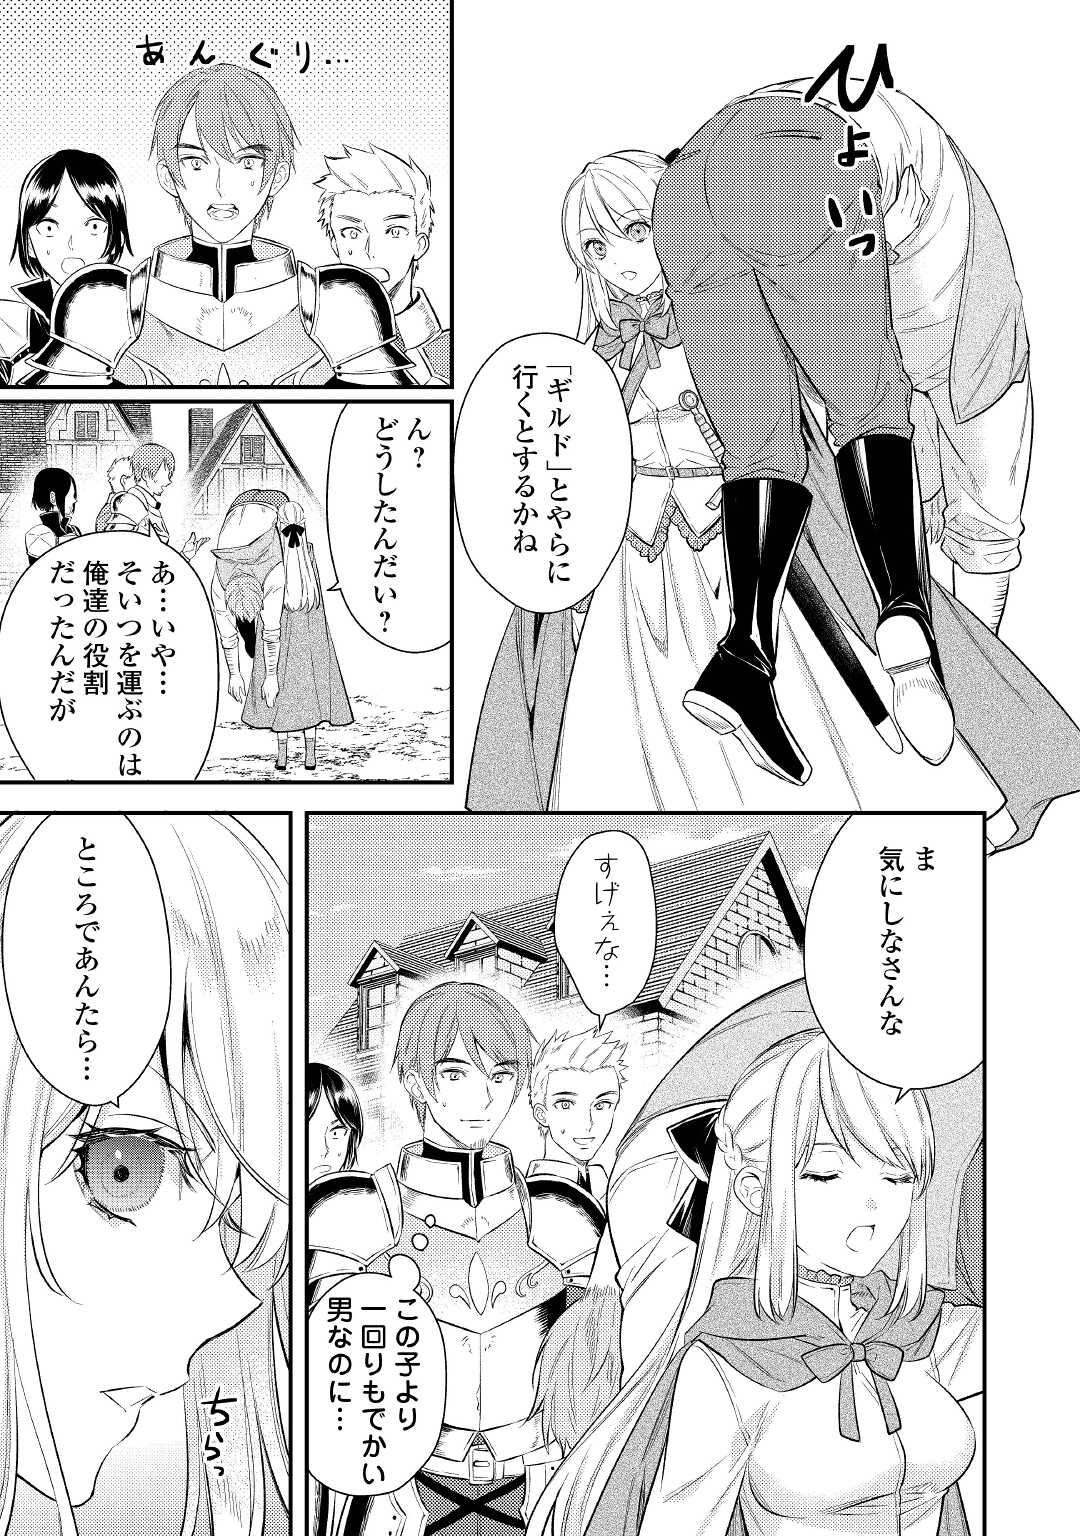 ひょいっ
「ギルド」とやらに
行くとするかね
あんぐり…
ん？
どうしたんだい？
あ…いや…
そいつを運ぶのは
俺達の役割
だったんだが
ま
気にしなさんな
すげぇな…
この子より
一回りもでかい
男なのに…
ところであんたら…
ちらっ